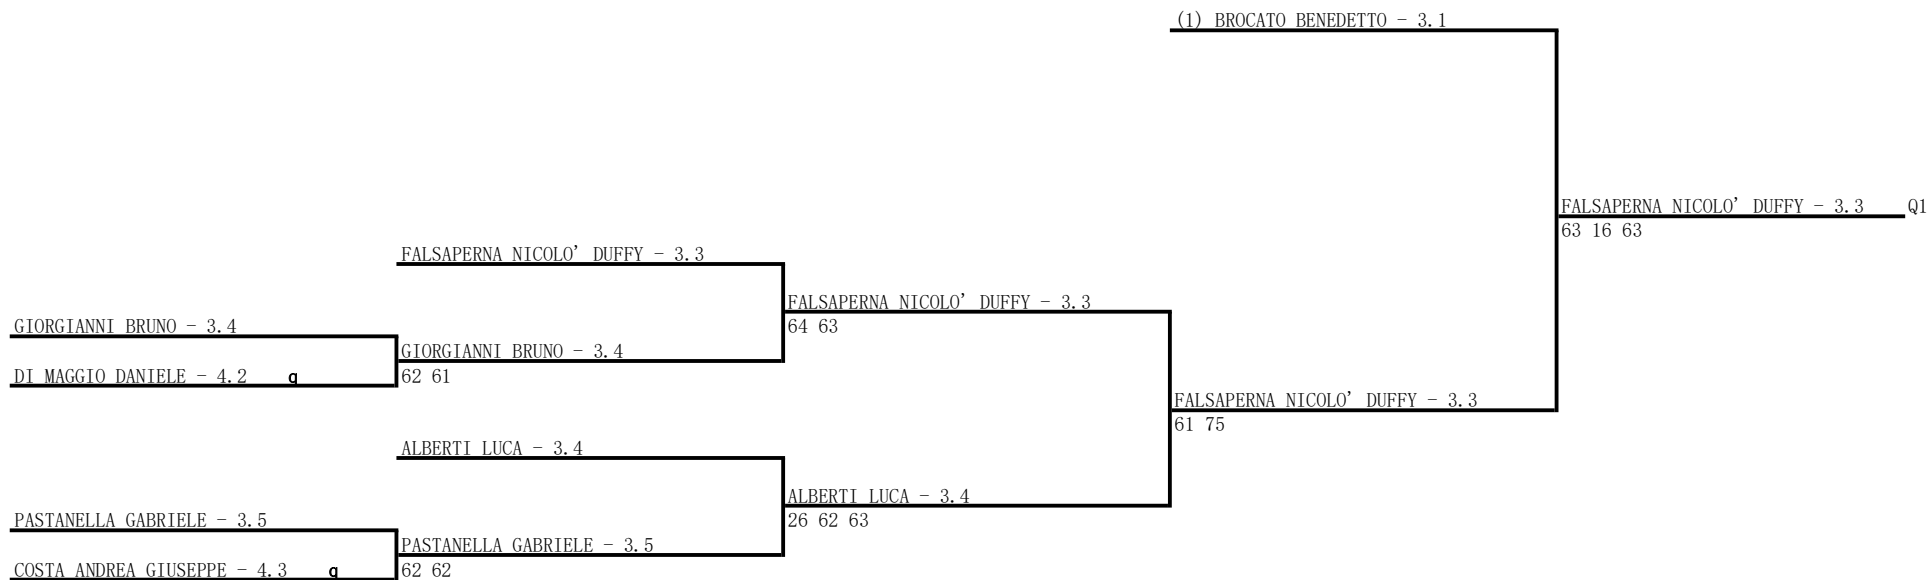 (1) BROCATO BENEDETTO - 3.1
FALSAPERNA NICOLO' DUFFY - 3.3 Q1
63 16 63
FALSAPERNA NICOLO' DUFFY - 3.3
FALSAPERNA NICOLO' DUFFY - 3.3
64 63
GIORGIANNI BRUNO - 3.4
GIORGIANNI BRUNO - 3.4
DI MAGGIO DANIELE - 4.2 q
62 61
FALSAPERNA NICOLO' DUFFY - 3.3
61 75
ALBERTI LUCA - 3.4
ALBERTI LUCA - 3.4
26 62 63
PASTANELLA GABRIELE - 3.5
PASTANELLA GABRIELE - 3.5
COSTA ANDREA GIUSEPPE - 4.3 q
62 62